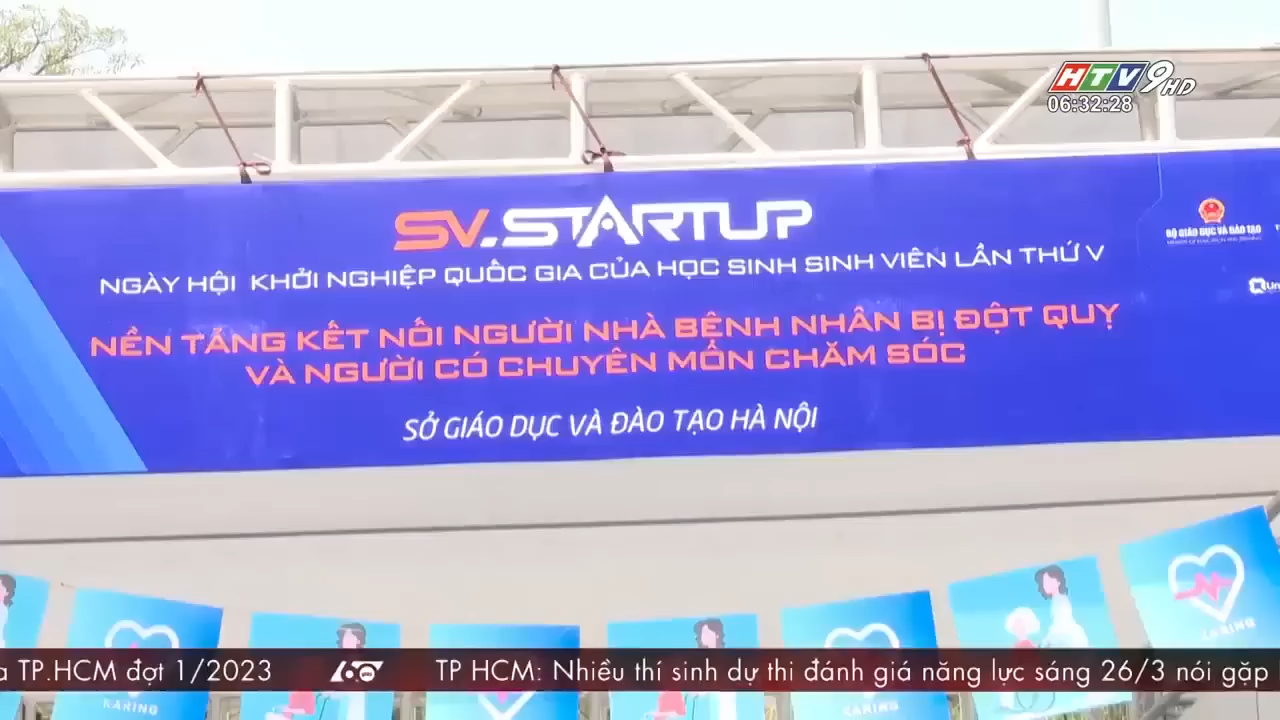 HTV9 HD
06:32:28
SV.STARTUP
BỘ GIÁO DỤC VÀ ĐÀO TẠO
NGÀY HỘI KHỞI NGHIỆP QUỐC GIA CỦA HỌC SINH SINH VIÊN LẦN THỨ V
NỀN TẢNG KẾT NỐI NGƯỜI NHÀ BỆNH NHÂN BỊ ĐỘT QUỴ
VÀ NGƯỜI CÓ CHUYÊN MÔN CHĂM SÓC
SỞ GIÁO DỤC VÀ ĐÀO TẠO HÀ NỘI
KARING
TP.HCM đợt 1/2023
TP HCM: Nhiều thí sinh dự thi đánh giá năng lực sáng 26/3 nói gặp
KARING
KARING